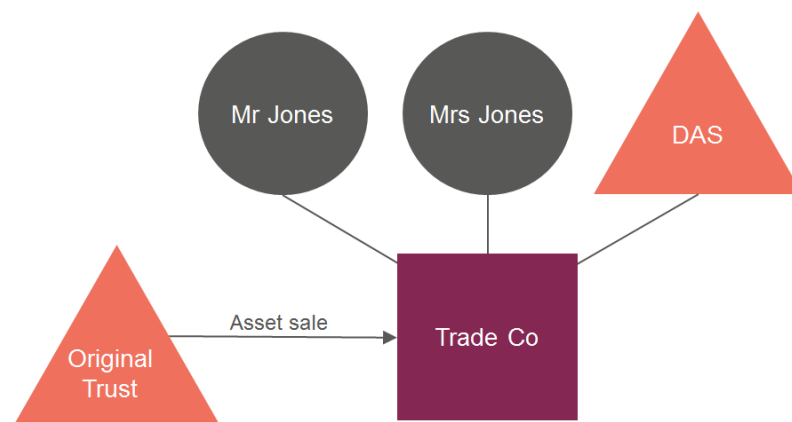 Mr Jones
Mrs Jones
DAS
Asset sale
Trade Co
Original
Trust